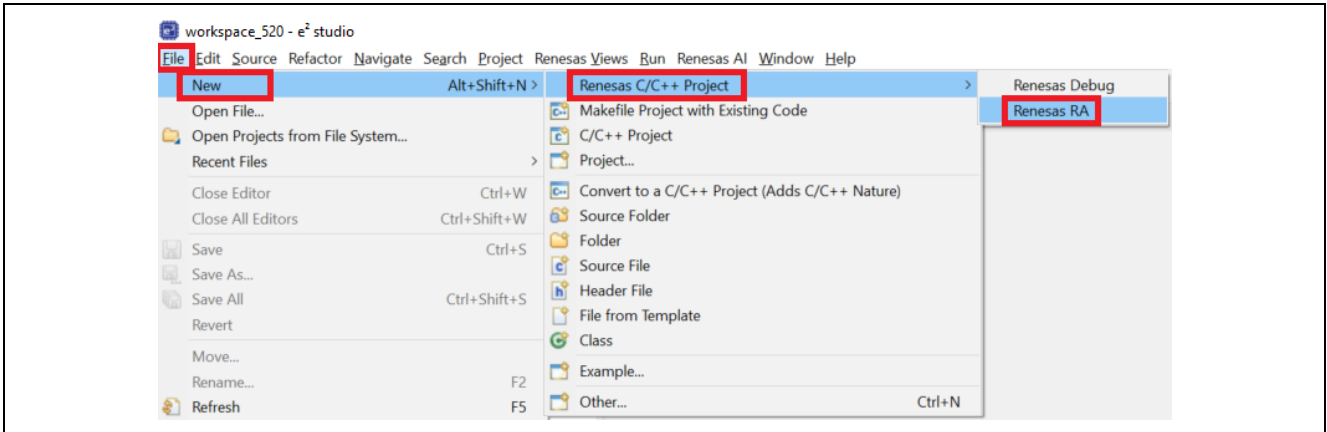 workspace_520 - e² studio
File Edit Source Refactor Navigate Search Project Renesas Views Run Renesas AI Window Help
New Alt+Shift+N >
Open File...
Open Projects from File System...
Recent Files >
Close Editor Ctrl+W
Close All Editors Ctrl+Shift+W
Save Ctrl+S
Save As...
Save All Ctrl+Shift+S
Revert
Move...
Rename... F2
Refresh F5
Renesas C/C++ Project >
Makefile Project with Existing Code
C/C++ Project
Project...
Convert to a C/C++ Project (Adds C/C++ Nature)
Source Folder
Folder
Source File
Header File
File from Template
Class
Example...
Other... Ctrl+N
Renesas Debug
Renesas RA